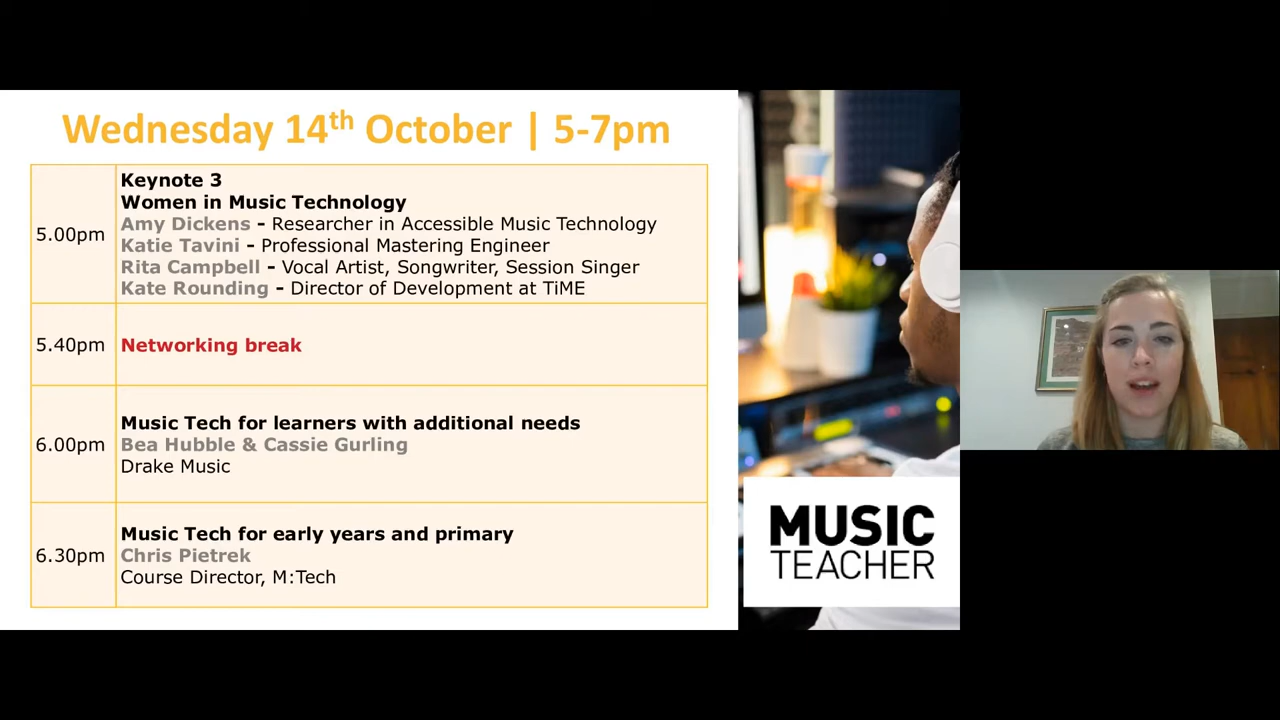 Wednesday 14th October | 5-7pm
5.00pm
Keynote 3
Women in Music Technology
Amy Dickens – Researcher in Accessible Music Technology
Katie Tavini – Professional Mastering Engineer
Rita Campbell – Vocal Artist, Songwriter, Session Singer
Kate Rounding – Director of Development at TiME
5.40pm
Networking break
6.00pm
Music Tech for learners with additional needs
Bea Hubble & Cassie Gurling
Drake Music
6.30pm
Music Tech for early years and primary
Chris Pietrek
Course Director, M:Tech
MUSIC
TEACHER